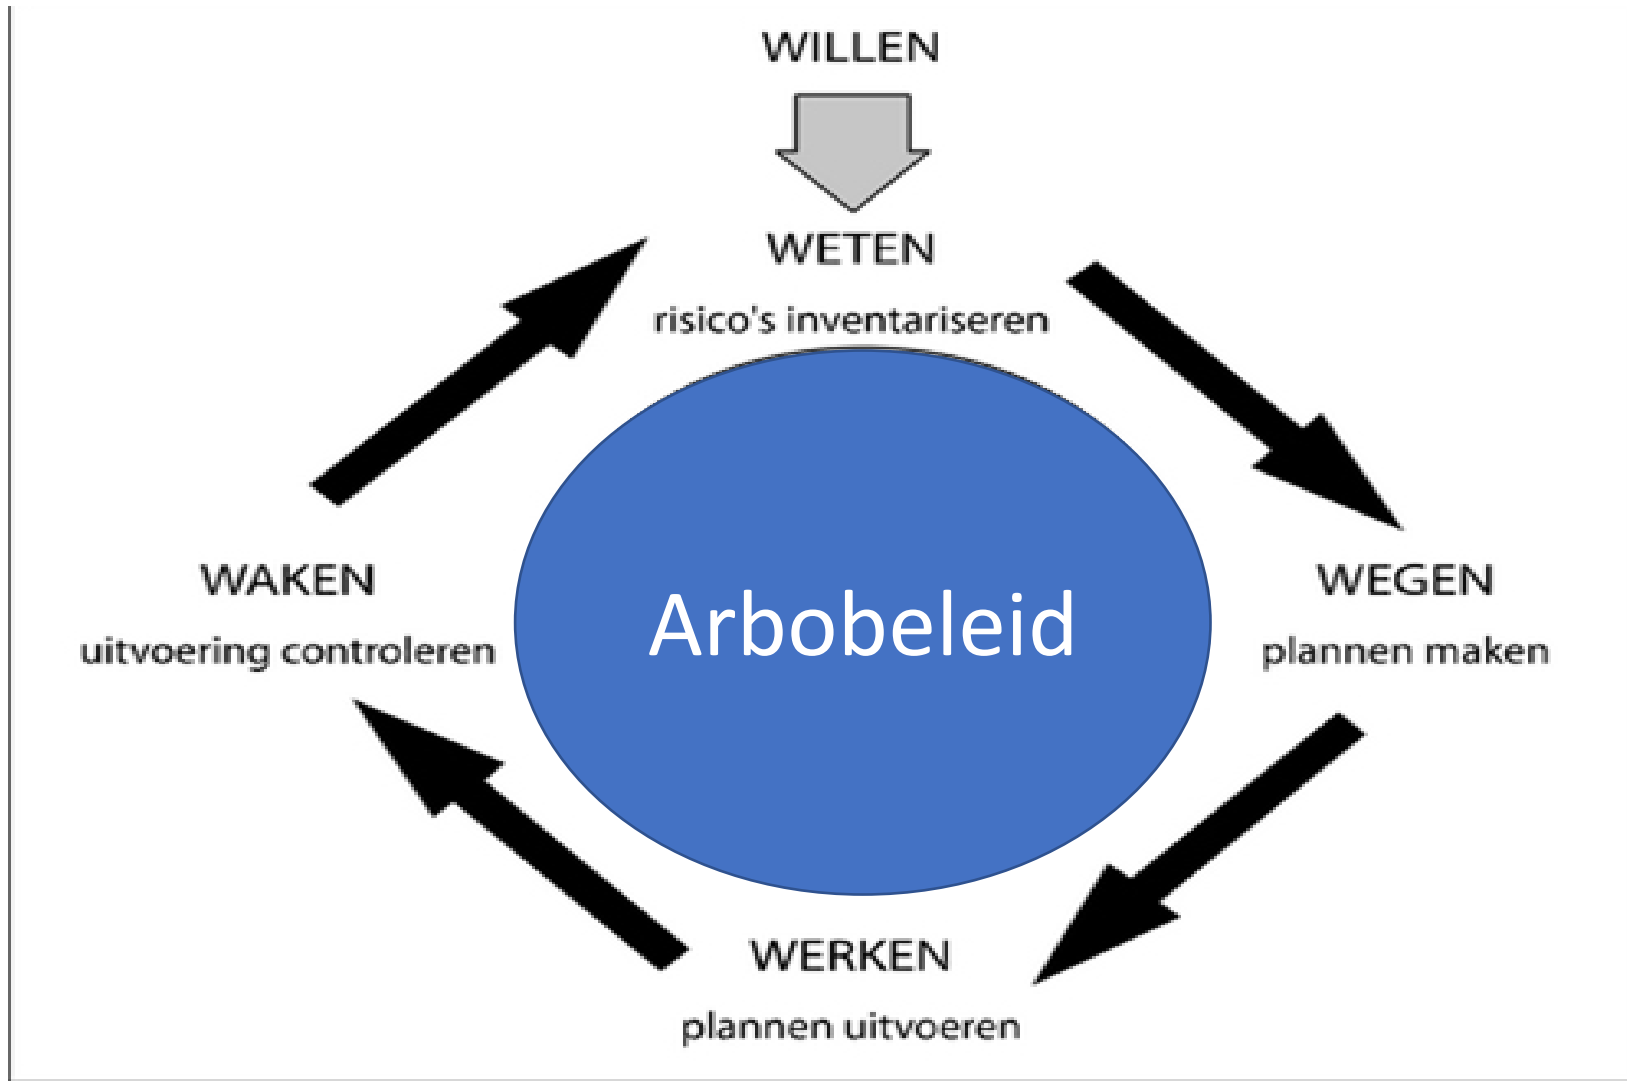 WILLEN
WETEN
risico's inventariseren
WAKEN
uitvoering controleren
Arbobeleid
WEGEN
plannen maken
WERKEN
plannen uitvoeren